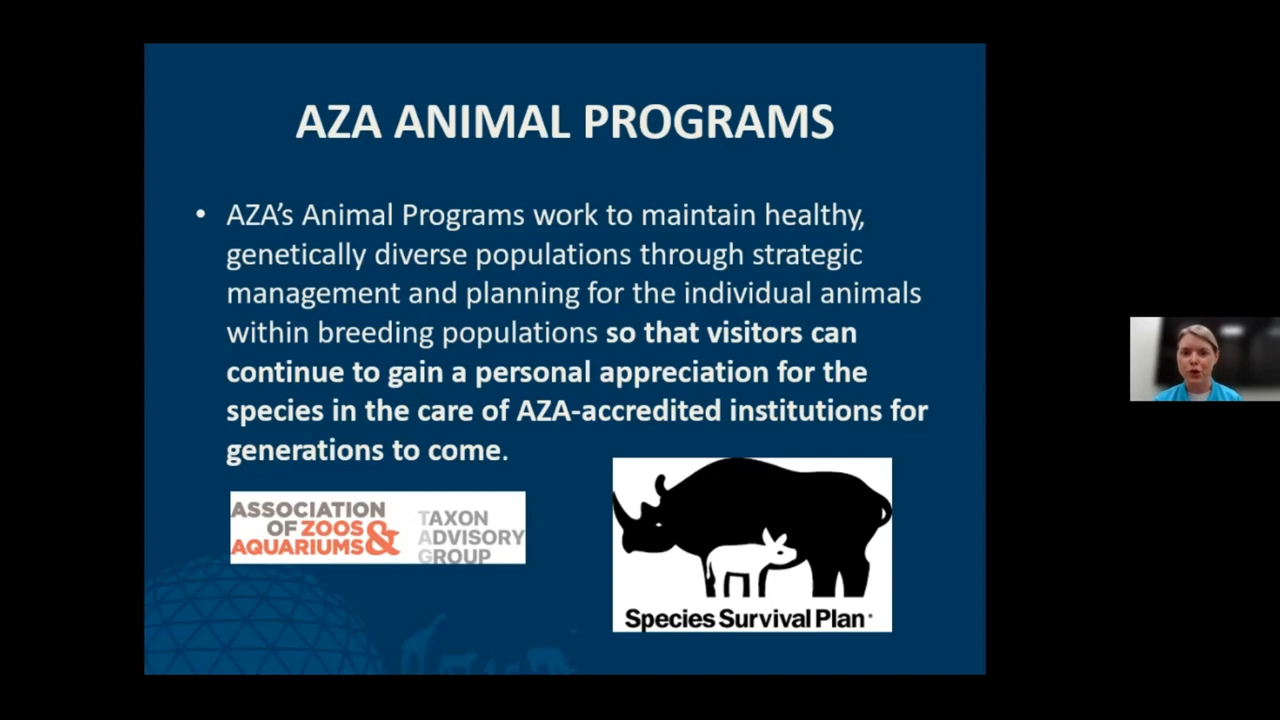 AZA ANIMAL PROGRAMS
• AZA's Animal Programs work to maintain healthy,
genetically diverse populations through strategic
management and planning for the individual animals
within breeding populations so that visitors can
continue to gain a personal appreciation for the
species in the care of AZA-accredited institutions for
generations to come.
ASSOCIATION
OF ZOOS
& AQUARIUMS
TAXON
ADVISORY
GROUP
Species Survival Plan®